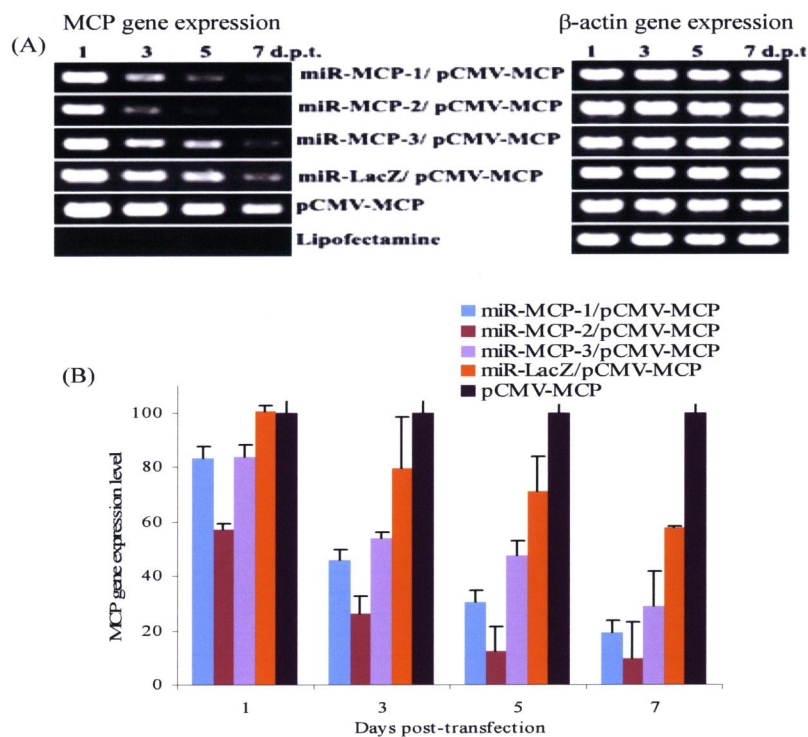 MCP gene expression
β-actin gene expression
(A)
1 3 5 7 d.p.t.
1 3 5 7 d.p.t.
miR-MCP-1/ pCMV-MCP
miR-MCP-2/ pCMV-MCP
miR-MCP-3/ pCMV-MCP
miR-LacZ/ pCMV-MCP
pCMV-MCP
Lipofectamine
(B)
miR-MCP-1/pCMV-MCP
miR-MCP-2/pCMV-MCP
miR-MCP-3/pCMV-MCP
miR-LacZ/pCMV-MCP
pCMV-MCP
MCP gene expression level
100
80
60
40
20
0
1 3 5 7
Days post-transfection